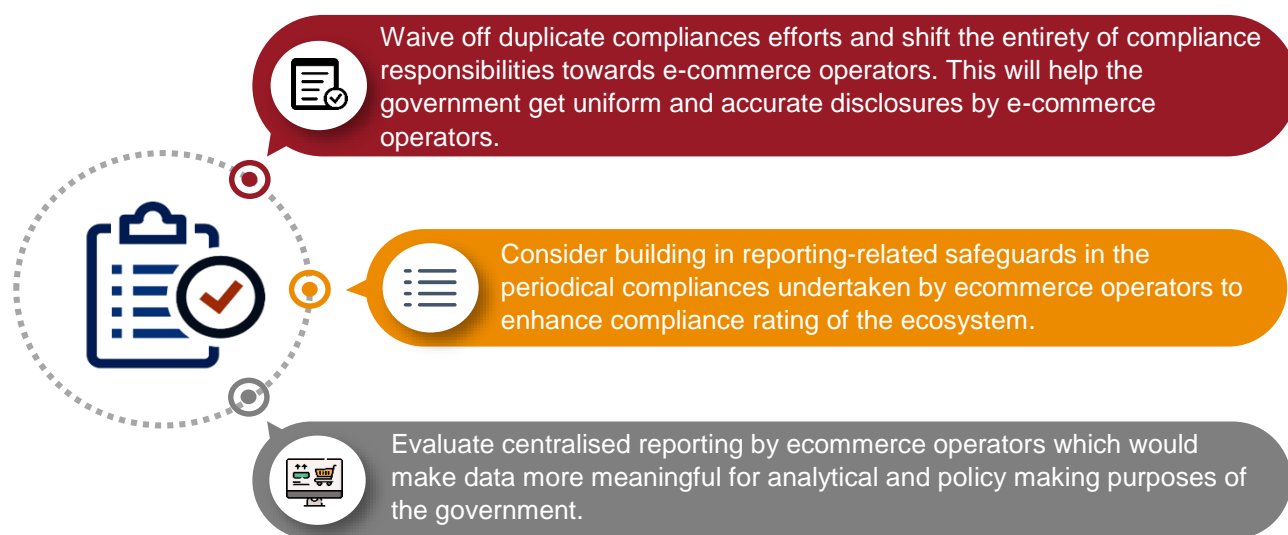 Waive off duplicate compliances efforts and shift the entirety of compliance
responsibilities towards e-commerce operators. This will help the
government get uniform and accurate disclosures by e-commerce
operators.
Consider building in reporting-related safeguards in the
periodical compliances undertaken by ecommerce operators to
enhance compliance rating of the ecosystem.
Evaluate centralised reporting by ecommerce operators which would
make data more meaningful for analytical and policy making purposes of
the government.